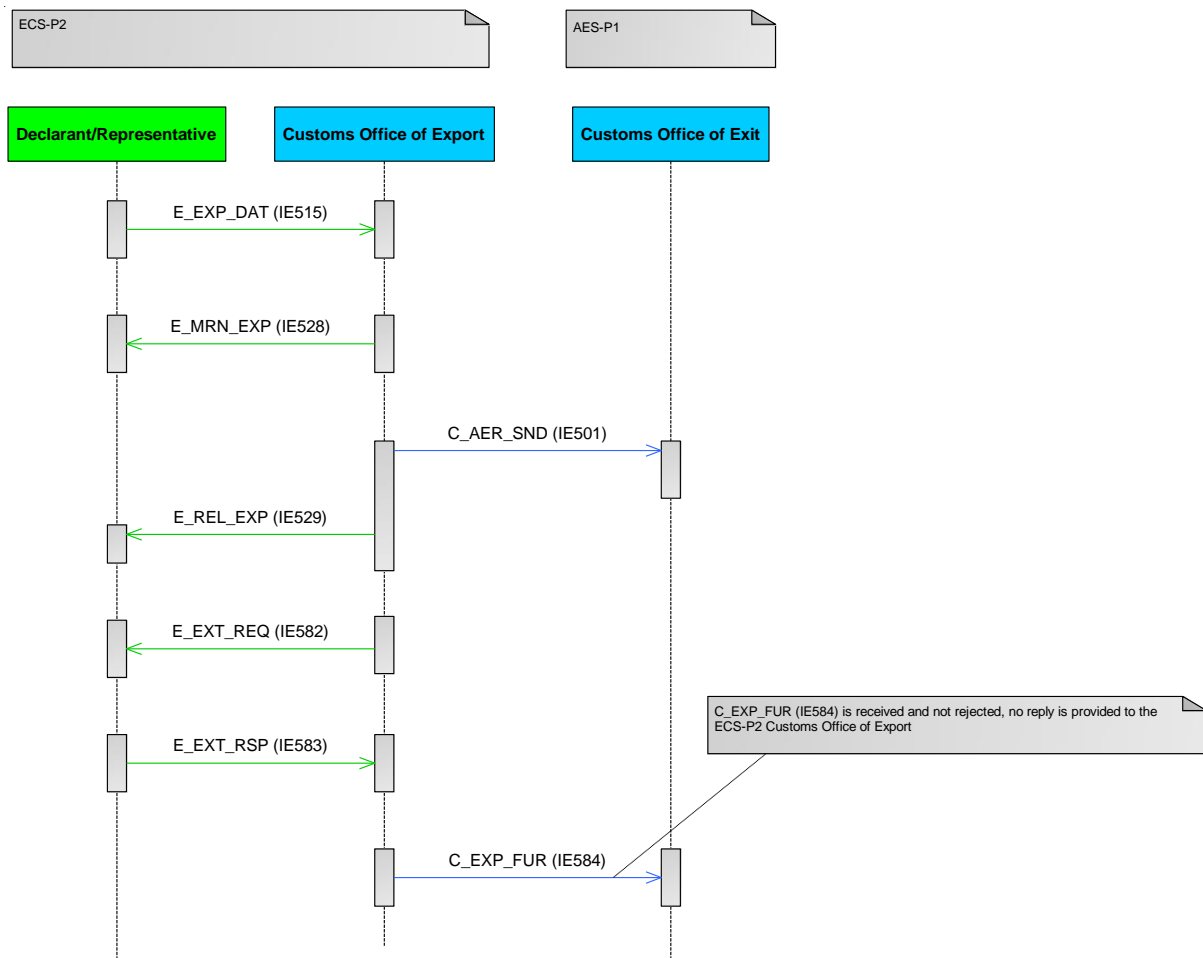 ECS-P2
AES-P1
Declarant/Representative
Customs Office of Export
Customs Office of Exit
E_EXP_DAT (IE515)
E_MRN_EXP (IE528)
C_AER_SND (IE501)
E_REL_EXP (IE529)
E_EXT_REQ (IE582)
C_EXP_FUR (IE584) is received and not rejected, no reply is provided to the
ECS-P2 Customs Office of Export
E_EXT_RSP (IE583)
C_EXP_FUR (IE584)